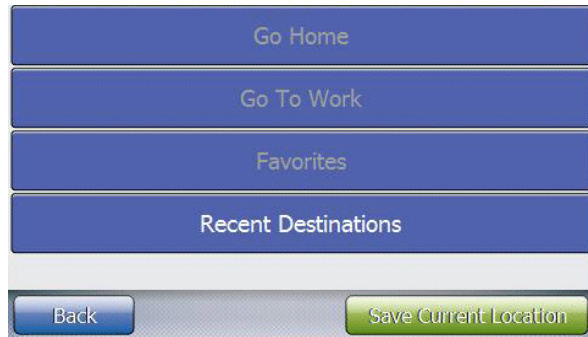 Go Home
Go To Work
Favorites
Recent Destinations
Back
Save Current Location